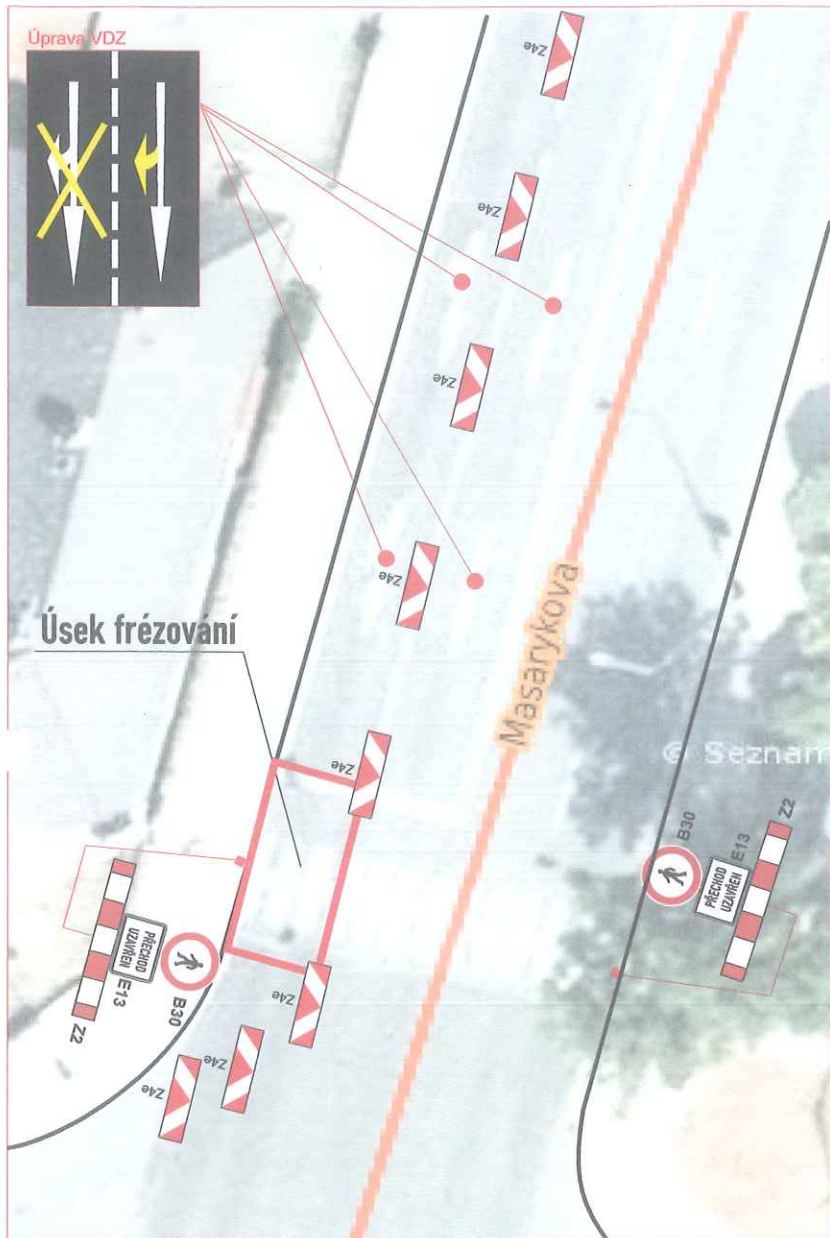 Úprava VDZ
Z4e
Z4e
Z4e
Z4e
Úsek frézování
Masarykova
© Seznam
Z4e
Z2
B30
E13
PŘECHOD
UZAVŘEN
PŘECHOD
UZAVŘEN
E13
B30
Z2
Z4e
Z4e
Z4e